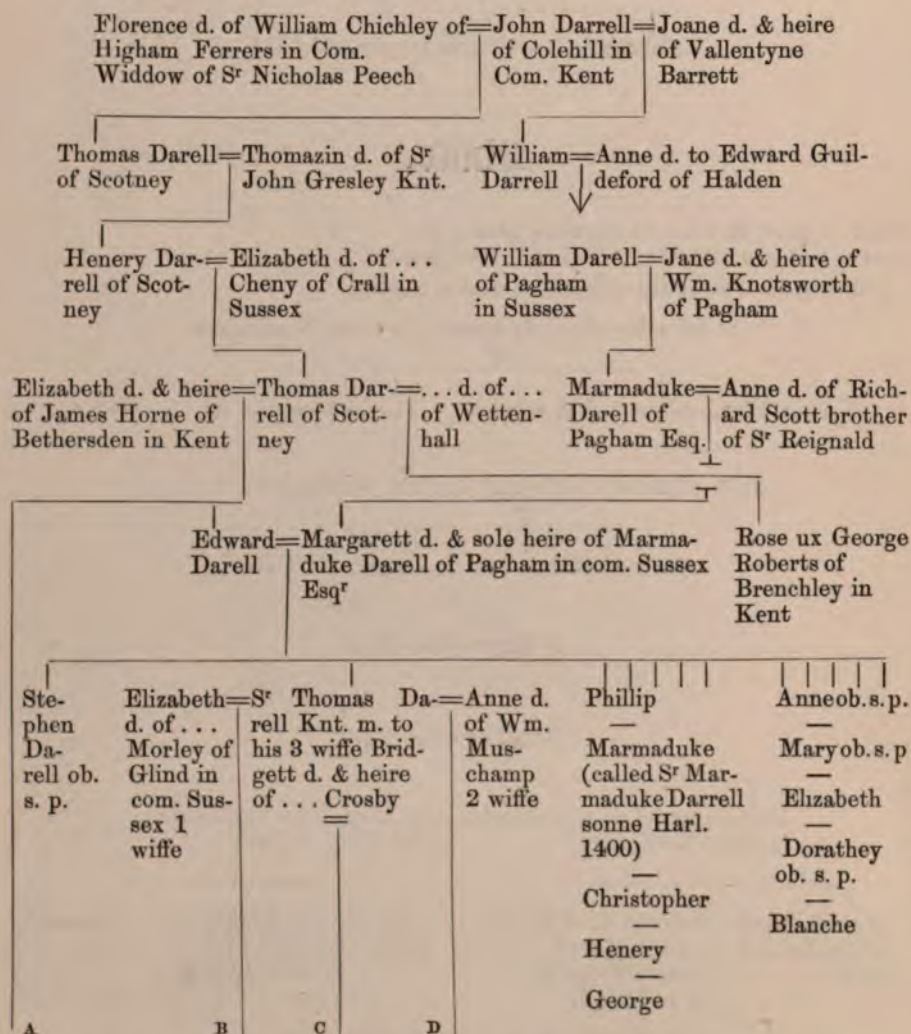 Florence d. of William Chichley of=John Darrell=Joane d. & heire
Higham Ferrers in Com. of Colehill in of Vallentyne
Widdow of Sʳ Nicholas Peech Com. Kent Barrett
Thomas Darell=Thomazin d. of Sʳ William=Anne d. to Edward Guil-
of Scotney John Gresley Knt. Darrell deford of Halden
Henery Dar-=Elizabeth d. of . . . William Darell=Jane d. & heire of
rell of Scot- Cheny of Crall in of Pagham Wm. Knotsworth
ney Sussex in Sussex of Pagham
Elizabeth d. & heire=Thomas Dar-=. . . d. of . . . Marmaduke=Anne d. of Rich-
of James Horne of rell of Scot- of Wetten- Darell of ard Scott brother
Bethersden in Kent ney hall Pagham Esq. of Sʳ Reignald
Edward=Margarett d. & sole heire of Marma- Rose ux George
Darell duke Darell of Pagham in com. Sussex Roberts of
Esqʳ Brenchley in
Kent
Ste-
phen
Da-
rell ob.
s. p.
Elizabeth=Sʳ Thomas Da-=Anne d.
d. of . . . rell Knt. m. to of Wm.
Morley of his 3 wiffe Brid- Mus-
Glind in gett d. & heire champ
com. Sus- of . . . Crosby 2 wiffe
sex 1
wiffe
Phillip
—
Marmaduke
(called Sʳ Mar-
maduke Darrell
sonne Harl.
1400)
—
Christopher
—
Henery
—
George
Anne ob. s. p.
—
Mary ob. s. p
—
Elizabeth
—
Dorathey
ob. s. p.
—
Blanche
A B C D